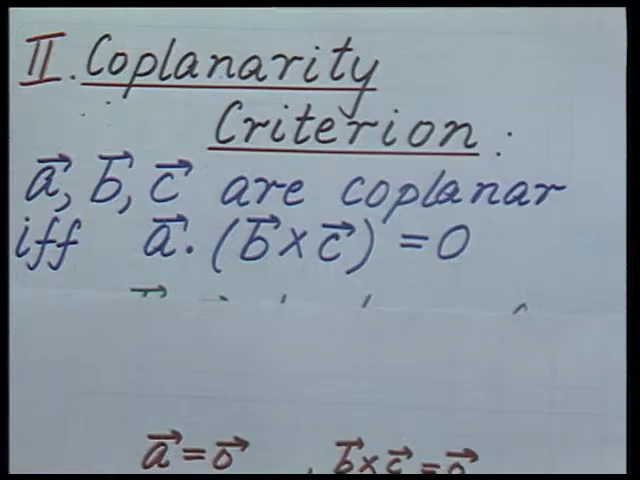 II. Coplanarity
Criterion:
a⃗, b⃗, c⃗ are coplanar
iff a⃗. (b⃗ × c⃗) = 0
a⃗ = 0⃗, b⃗ × c⃗ = 0⃗